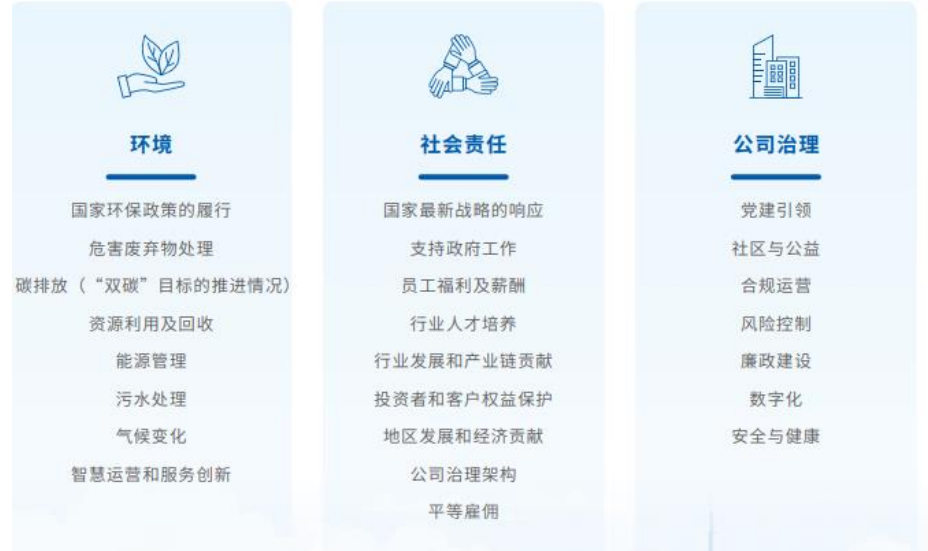 环境
国家环保政策的履行
危害废弃物处理
碳排放（“双碳”目标的推进情况）
资源利用及回收
能源管理
污水处理
气候变化
智慧运营和服务创新
社会责任
国家最新战略的响应
支持政府工作
员工福利及薪酬
行业人才培养
行业发展和产业链贡献
投资者和客户权益保护
地区发展和经济贡献
公司治理架构
平等雇佣
公司治理
党建引领
社区与公益
合规运营
风险控制
廉政建设
数字化
安全与健康